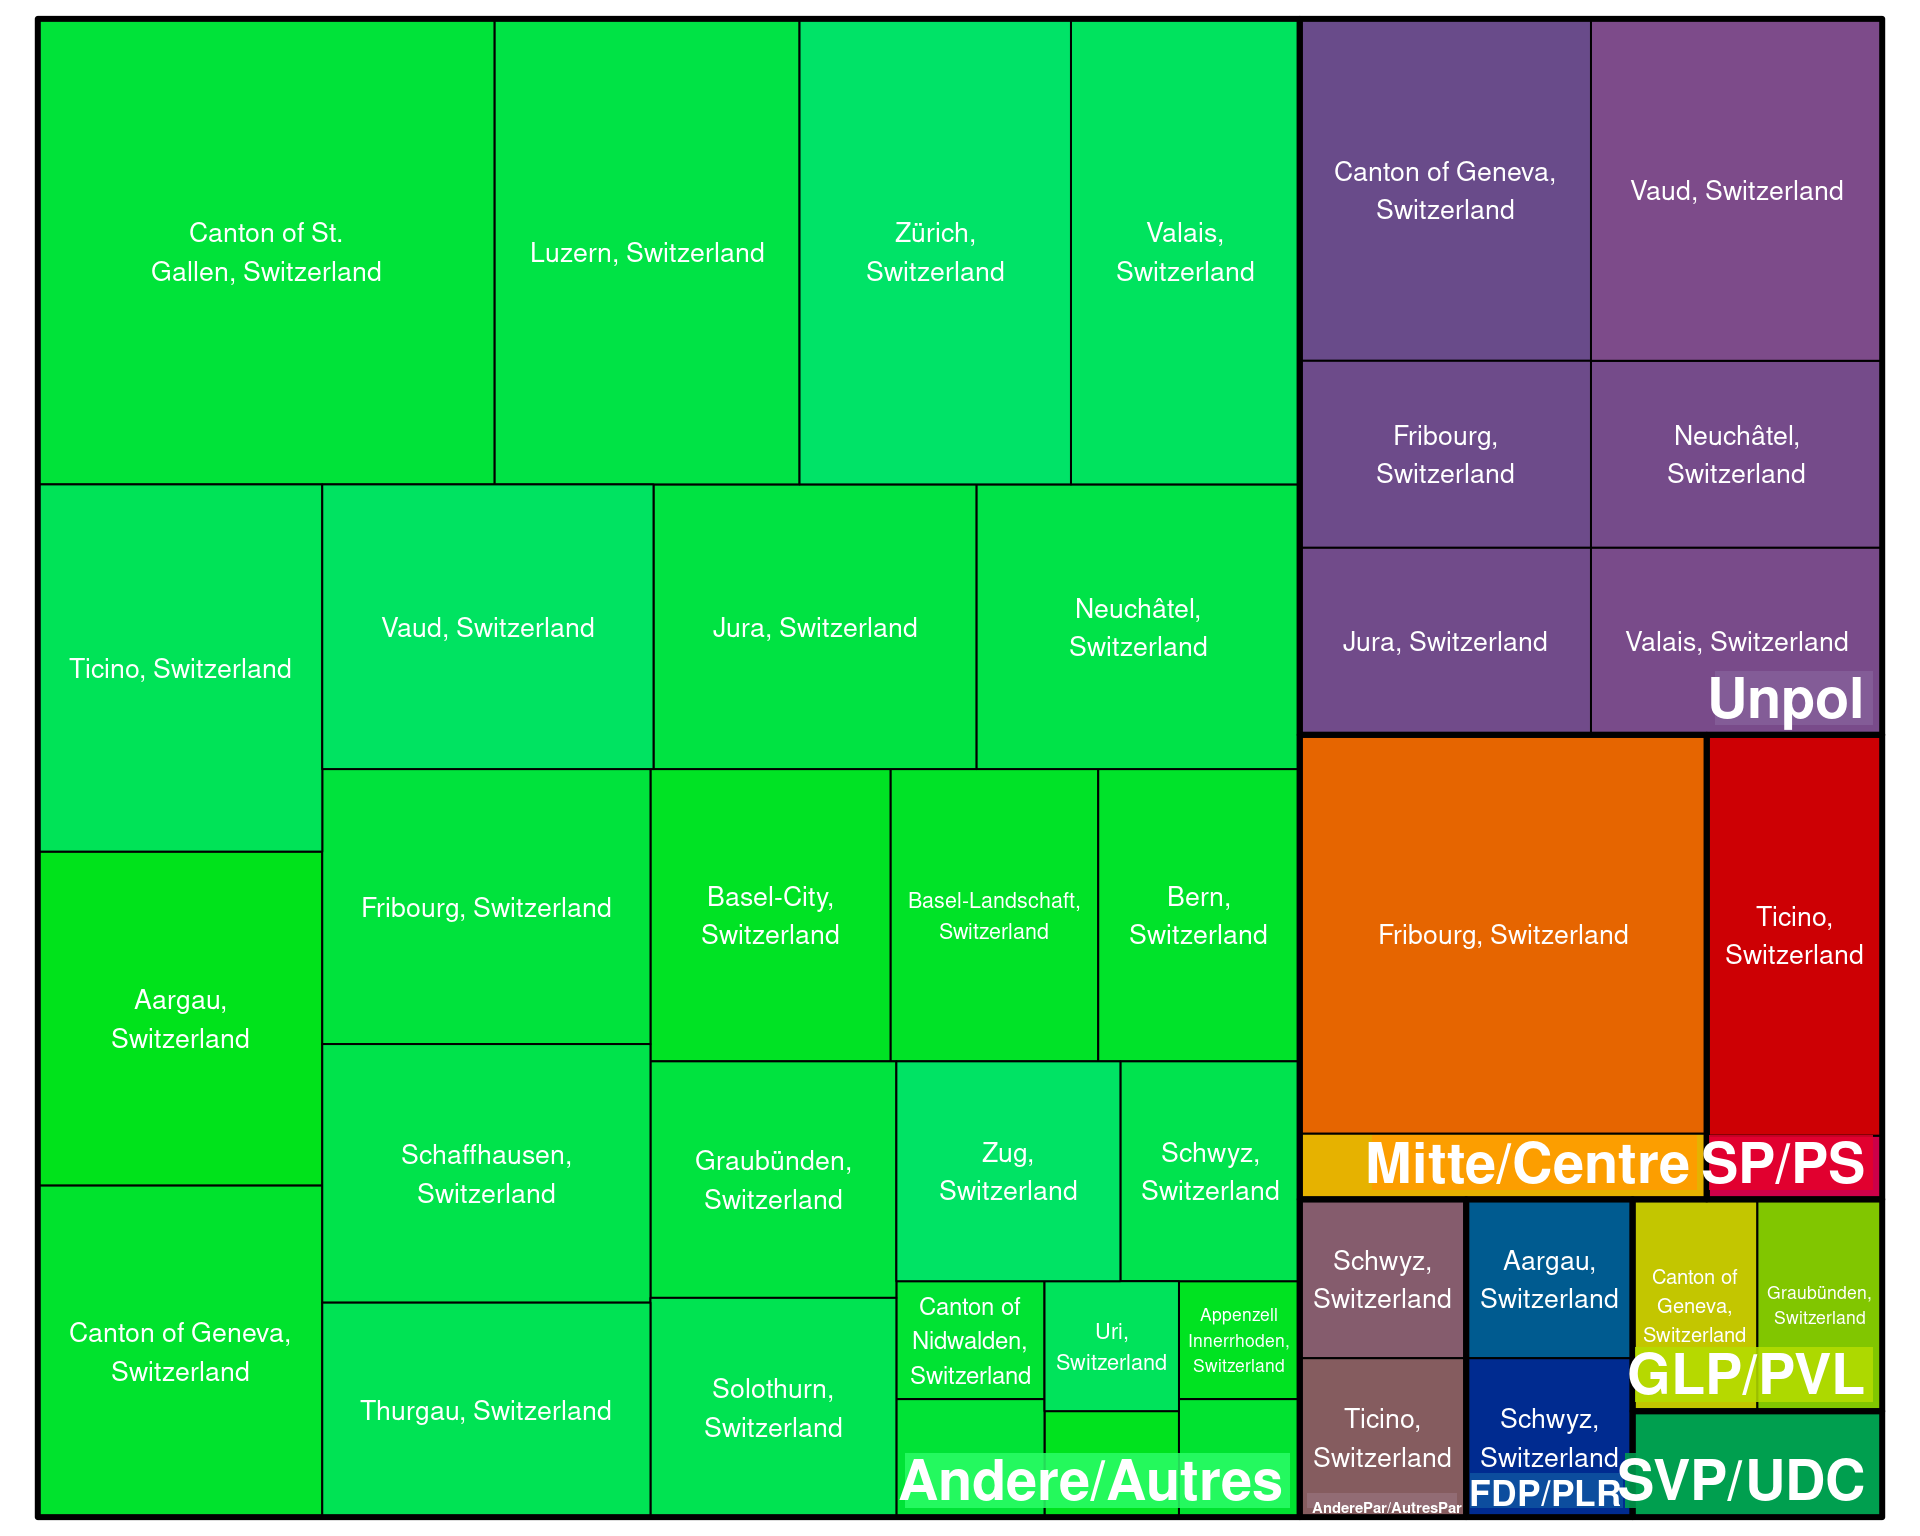 Canton of St.
Gallen, Switzerland
Luzern, Switzerland
Zürich,
Switzerland
Valais,
Switzerland
Ticino, Switzerland
Vaud, Switzerland
Jura, Switzerland
Neuchâtel,
Switzerland
Aargau,
Switzerland
Fribourg, Switzerland
Basel-City,
Switzerland
Basel-Landschaft,
Switzerland
Bern,
Switzerland
Canton of Geneva,
Switzerland
Schaffhausen,
Switzerland
Thurgau, Switzerland
Graubünden,
Switzerland
Solothurn,
Switzerland
Zug,
Switzerland
Schwyz,
Switzerland
Canton of
Nidwalden,
Switzerland
Uri,
Switzerland
Appenzell
Innerrhoden,
Switzerland
Andere/Autres
Canton of Geneva,
Switzerland
Vaud, Switzerland
Fribourg,
Switzerland
Neuchâtel,
Switzerland
Jura, Switzerland
Valais, Switzerland
Unpol
Fribourg, Switzerland
Mitte/Centre
Ticino,
Switzerland
SP/PS
Schwyz,
Switzerland
Ticino,
Switzerland
AnderePar/AutresPar
Aargau,
Switzerland
Schwyz,
Switzerland
FDP/PLR
Canton of
Geneva,
Switzerland
Graubünden,
Switzerland
GLP/PVL
SVP/UDC